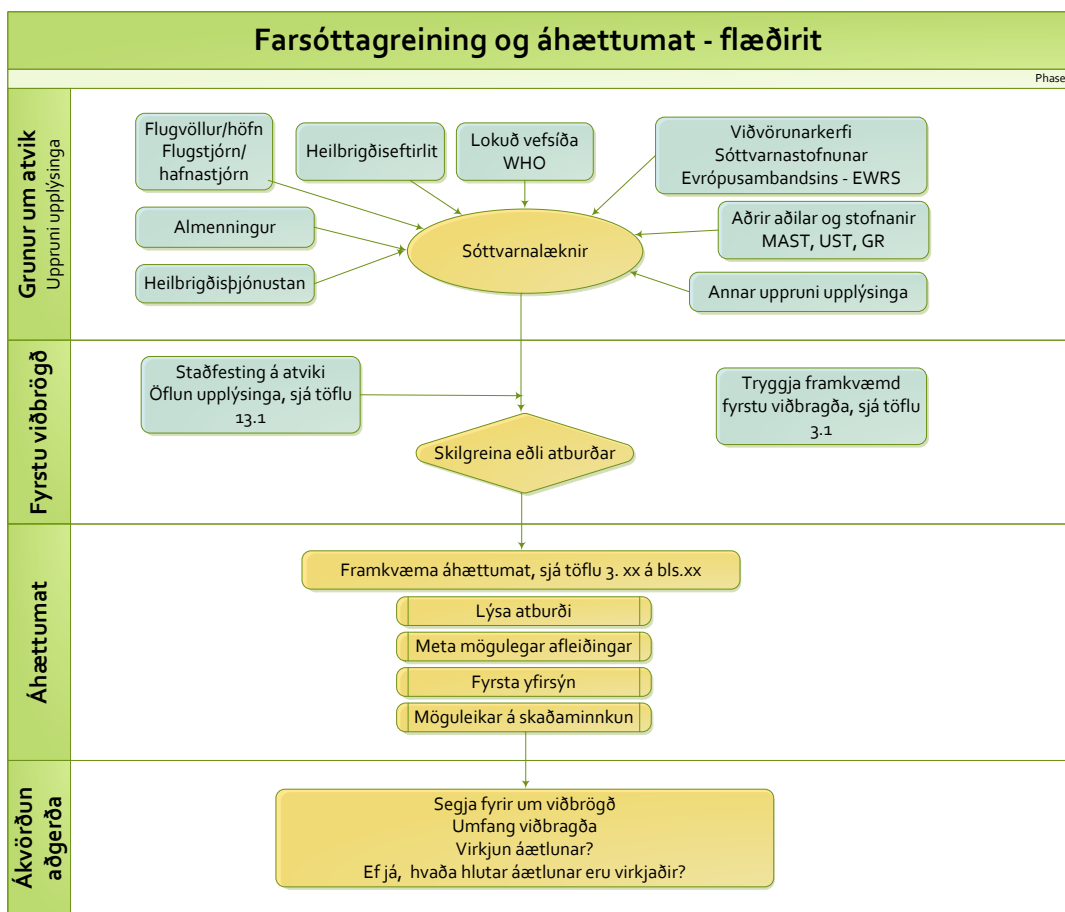 Farsóttagreining og áhættumat - flæðirit
Phase
Grunur um atvik
Uppruni upplýsinga
Flugvöllur/höfn
Flugstjórn/
hafnastjórn
Heilbrigðiseftirlit
Lokuð vefsíða
WHO
Viðvörunarkerfi
Sóttvarnastofnunar
Evrópusambandsins - EWRS
Almenningur
Sóttvarnalæknir
Aðrir aðilar og stofnanir
MAST, UST, GR
Heilbrigðisþjónustan
Annar uppruni upplýsinga
Fyrstu viðbrögð
Staðfesting á atviki
Öflun upplýsinga, sjá töflu
13.1
Tryggja framkvæmd
fyrstu viðbragða, sjá töflu
3.1
Skilgreina eðli atburðar
Áhættumat
Framkvæma áhættumat, sjá töflu 3. xx á bls.xx
Lýsa atburði
Meta mögulegar afleiðingar
Fyrsta yfirsýn
Möguleikar á skaðaminnkun
Ákvörðun
aðgerða
Segja fyrir um viðbrögð
Umfang viðbragða
Virkjun áætlunar?
Ef já,  hvaða hlutar áætlunar eru virkjaðir?